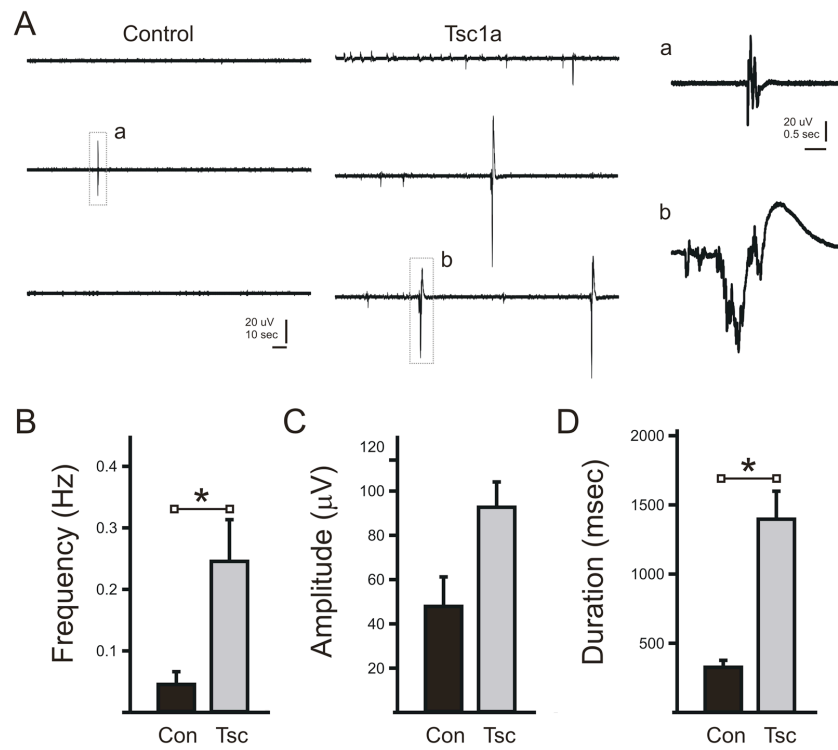 A
Control
Tsc1a
a
20 uV
0.5 sec
a
b
b
20 uV
10 sec
B
Frequency (Hz)
0.4
0.3
0.2
0.1
*
Con Tsc
C
Amplitude (μV)
120
100
80
60
40
20
Con Tsc
D
Duration (msec)
2000
1500
1000
500
*
Con Tsc